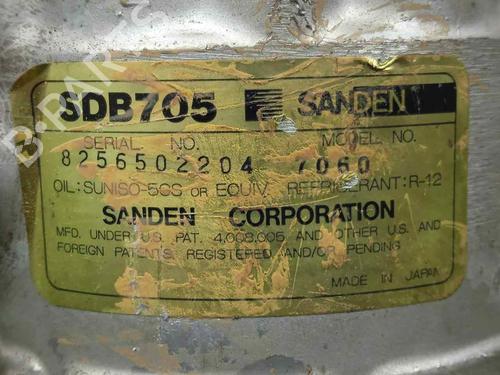 SDB705 SANDEN
SERIAL NO. MODEL NO.
8256502204 7060
OIL:SUNISO-5GS OR EQUIV. REFRIGERANT:R-12
SANDEN CORPORATION
MFD. UNDER U.S. PAT. 4,008,005 AND OTHER U.S. AND
FOREIGN PATENTS, REGISTERED AND/OR PENDING
MADE IN JAPAN
B-PARTS